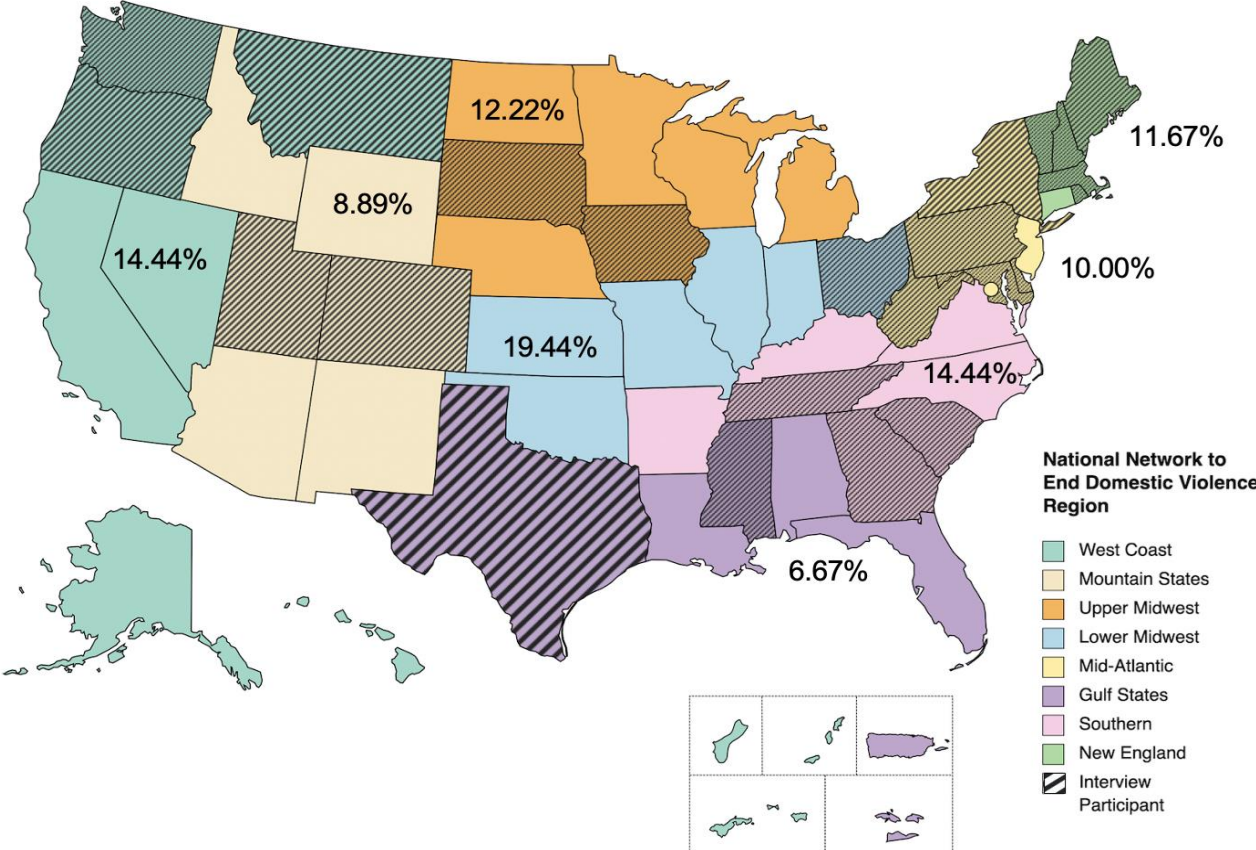 12.22%
11.67%
8.89%
14.44%
10.00%
19.44%
14.44%
6.67%
National Network to
End Domestic Violence
Region
West Coast
Mountain States
Upper Midwest
Lower Midwest
Mid-Atlantic
Gulf States
Southern
New England
Interview
Participant